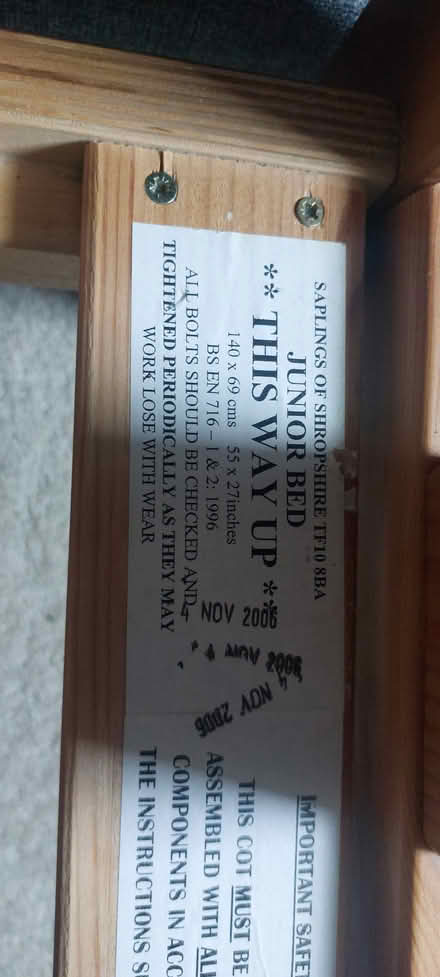 SAPLINGS OF SHROPSHIRE TF10 8BA
JUNIOR BED
** THIS WAY UP **
140 x 69 cms 55 x 27inches
BS EN 716 – 1 & 2: 1996
ALL BOLTS SHOULD BE CHECKED AND
TIGHTENED PERIODICALLY AS THEY MAY
WORK LOSE WITH WEAR
4 NOV 2006
2006
4 NOV 2006
IMPORTANT SAFE
THIS COT MUST BE
ASSEMBLED WITH AL
COMPONENTS IN ACC
THE INSTRUCTIONS S